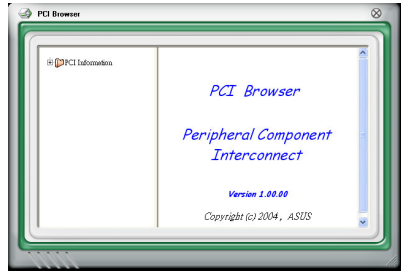 PCI Browser
PCI Information
PCI Browser
Peripheral Component
Interconnect
Version 1.00.00
Copyright (c) 2004, ASUS